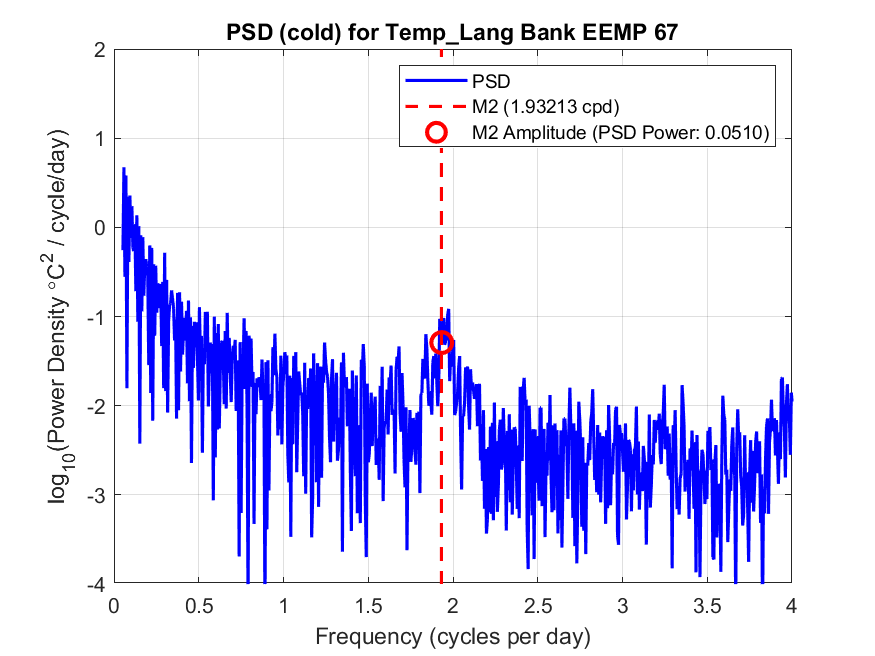 PSD (cold) for Temp_Lang Bank EEMP 67
PSD
M2 (1.93213 cpd)
M2 Amplitude (PSD Power: 0.0510)
log10(Power Density °C2 / cycle/day)
2
1
0
-1
-2
-3
-4
0 0.5 1 1.5 2 2.5 3 3.5 4
Frequency (cycles per day)